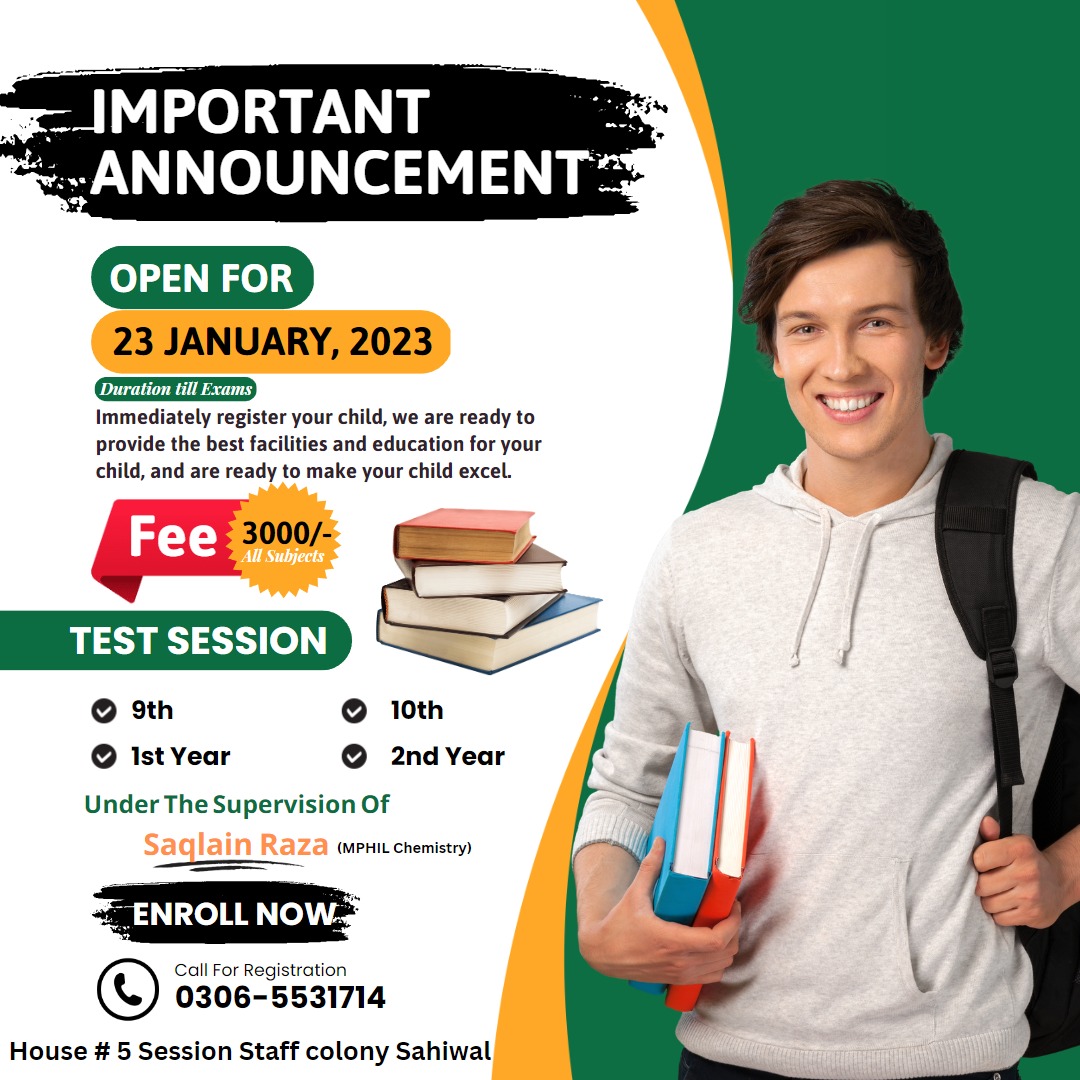 IMPORTANT
ANNOUNCEMENT
OPEN FOR
23 JANUARY, 2023
Duration till Exams
Immediately register your child, we are ready to
provide the best facilities and education for your
child, and are ready to make your child excel.
Fee
3000/-
All Subjects
TEST SESSION
9th
10th
1st Year
2nd Year
Under The Supervision Of
Saqlain Raza (MPHIL Chemistry)
ENROLL NOW
Call For Registration
0306-5531714
House # 5 Session Staff colony Sahiwal